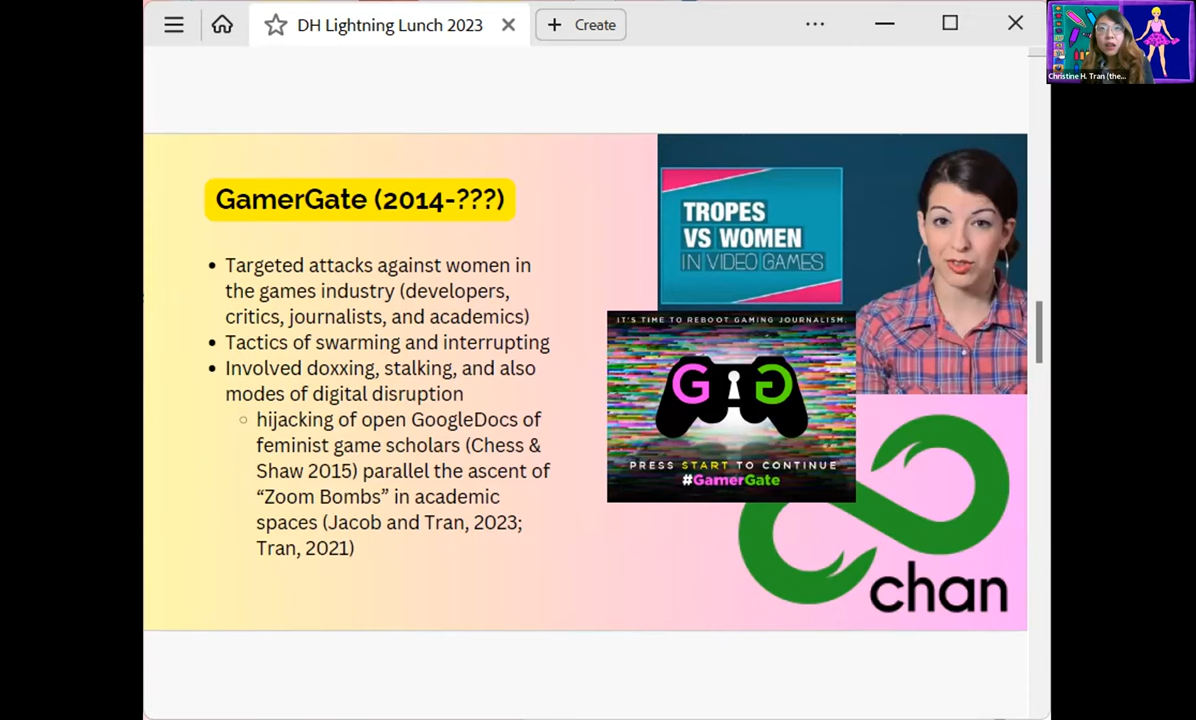 DH Lightning Lunch 2023
Create
Christine H. Tran (the...
GamerGate (2014-???)
• Targeted attacks against women in
the games industry (developers,
critics, journalists, and academics)
• Tactics of swarming and interrupting
• Involved doxxing, stalking, and also
modes of digital disruption
○ hijacking of open GoogleDocs of
feminist game scholars (Chess &
Shaw 2015) parallel the ascent of
“Zoom Bombs” in academic
spaces (Jacob and Tran, 2023;
Tran, 2021)
TROPES
VS WOMEN
IN VIDEO GAMES
IT'S TIME TO REBOOT GAMING JOURNALISM.
G G
PRESS START TO CONTINUE
#GamerGate
chan